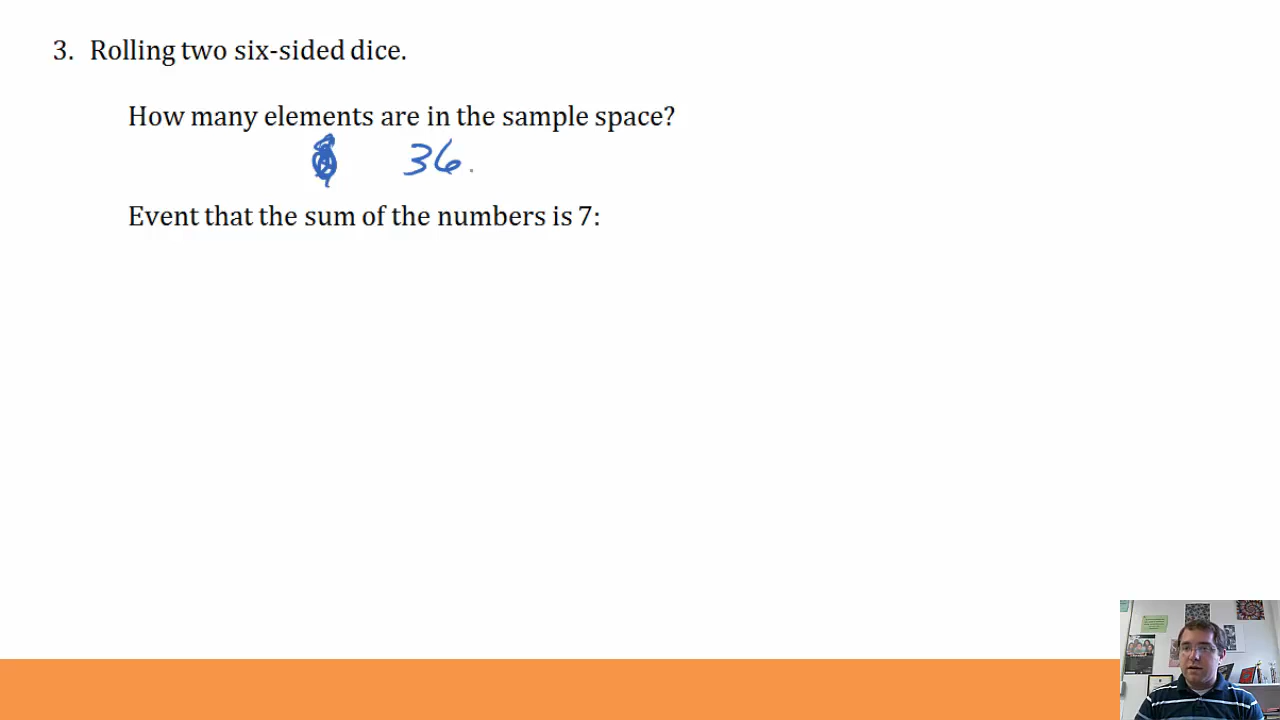 3. Rolling two six-sided dice.
How many elements are in the sample space?
36.
Event that the sum of the numbers is 7: